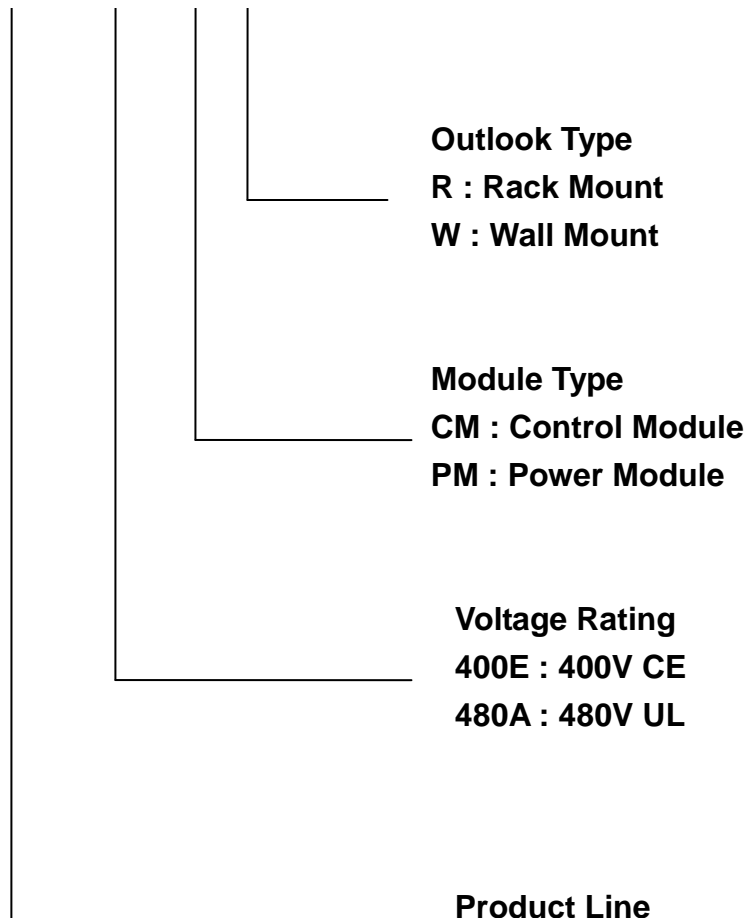 Outlook Type
R : Rack Mount
W : Wall Mount
Module Type
CM : Control Module
PM : Power Module
Voltage Rating
400E : 400V CE
480A : 480V UL
Product Line